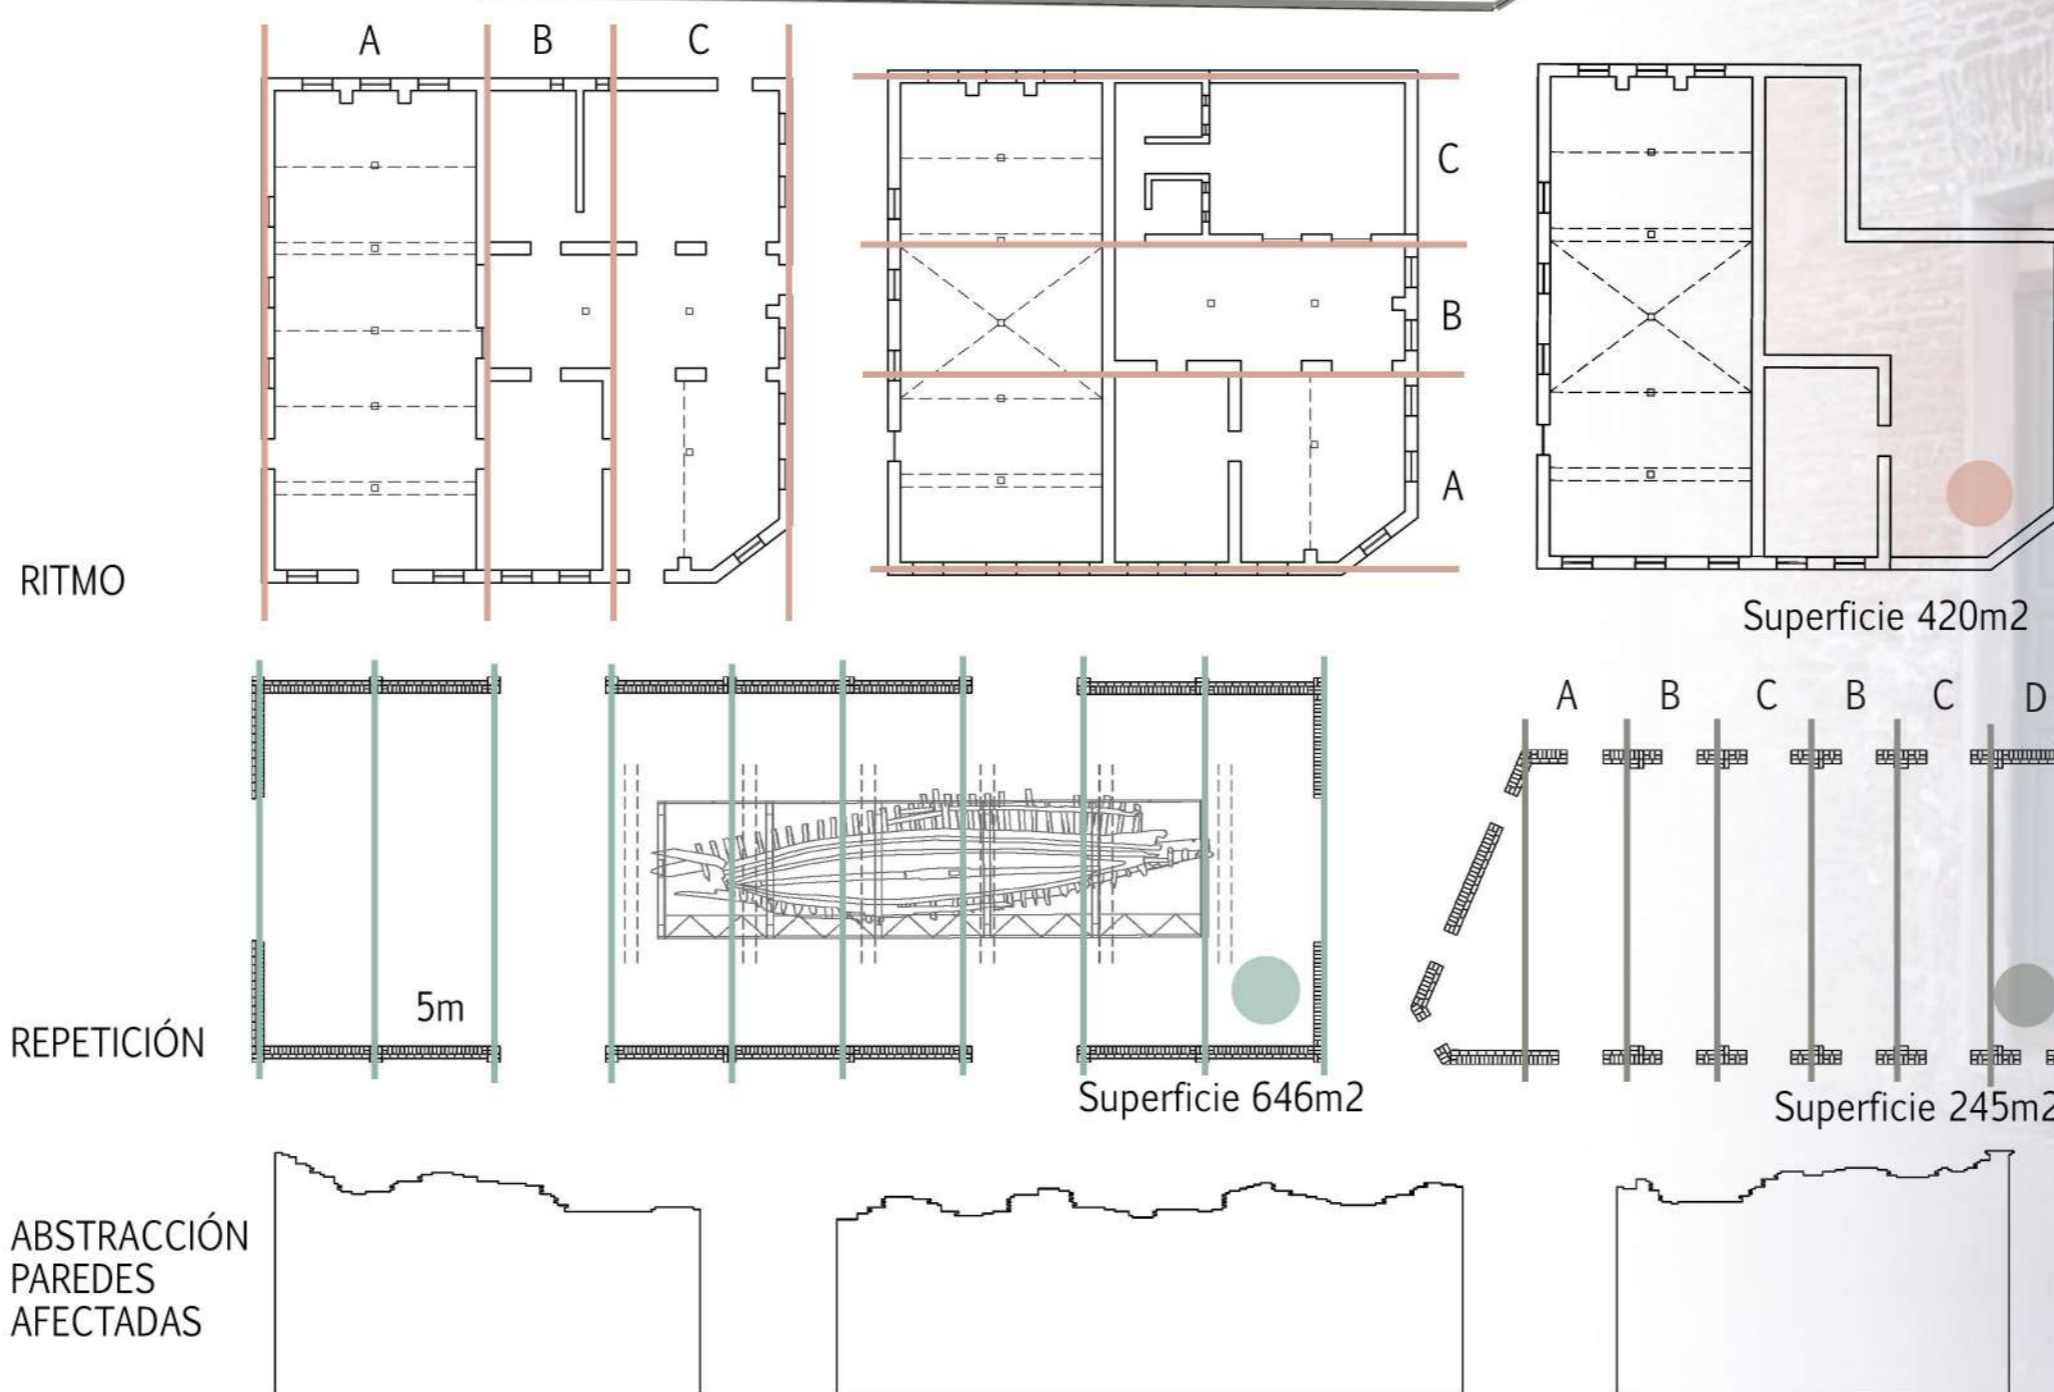 A B C
C
B
A
RITMO
Superficie 420m2
A B C B C D
5m
REPETICIÓN
Superficie 646m2
Superficie 245m2
ABSTRACCIÓN
PAREDES
AFECTADAS